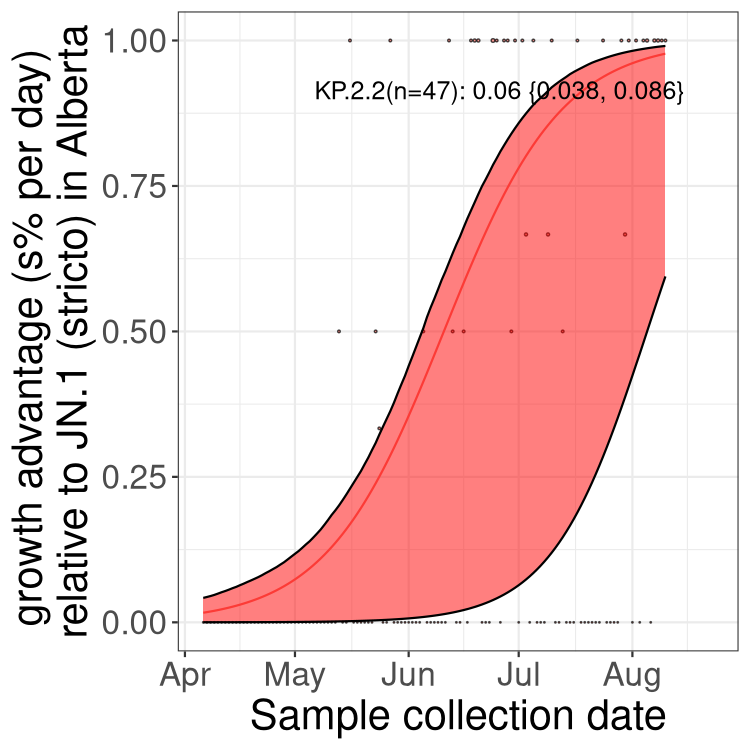 growth advantage (s% per day)
relative to JN.1 (stricto) in Alberta
1.00
0.75
0.50
0.25
0.00
KP.2.2(n=47): 0.06 {0.038, 0.086}
Apr May Jun Jul Aug
Sample collection date